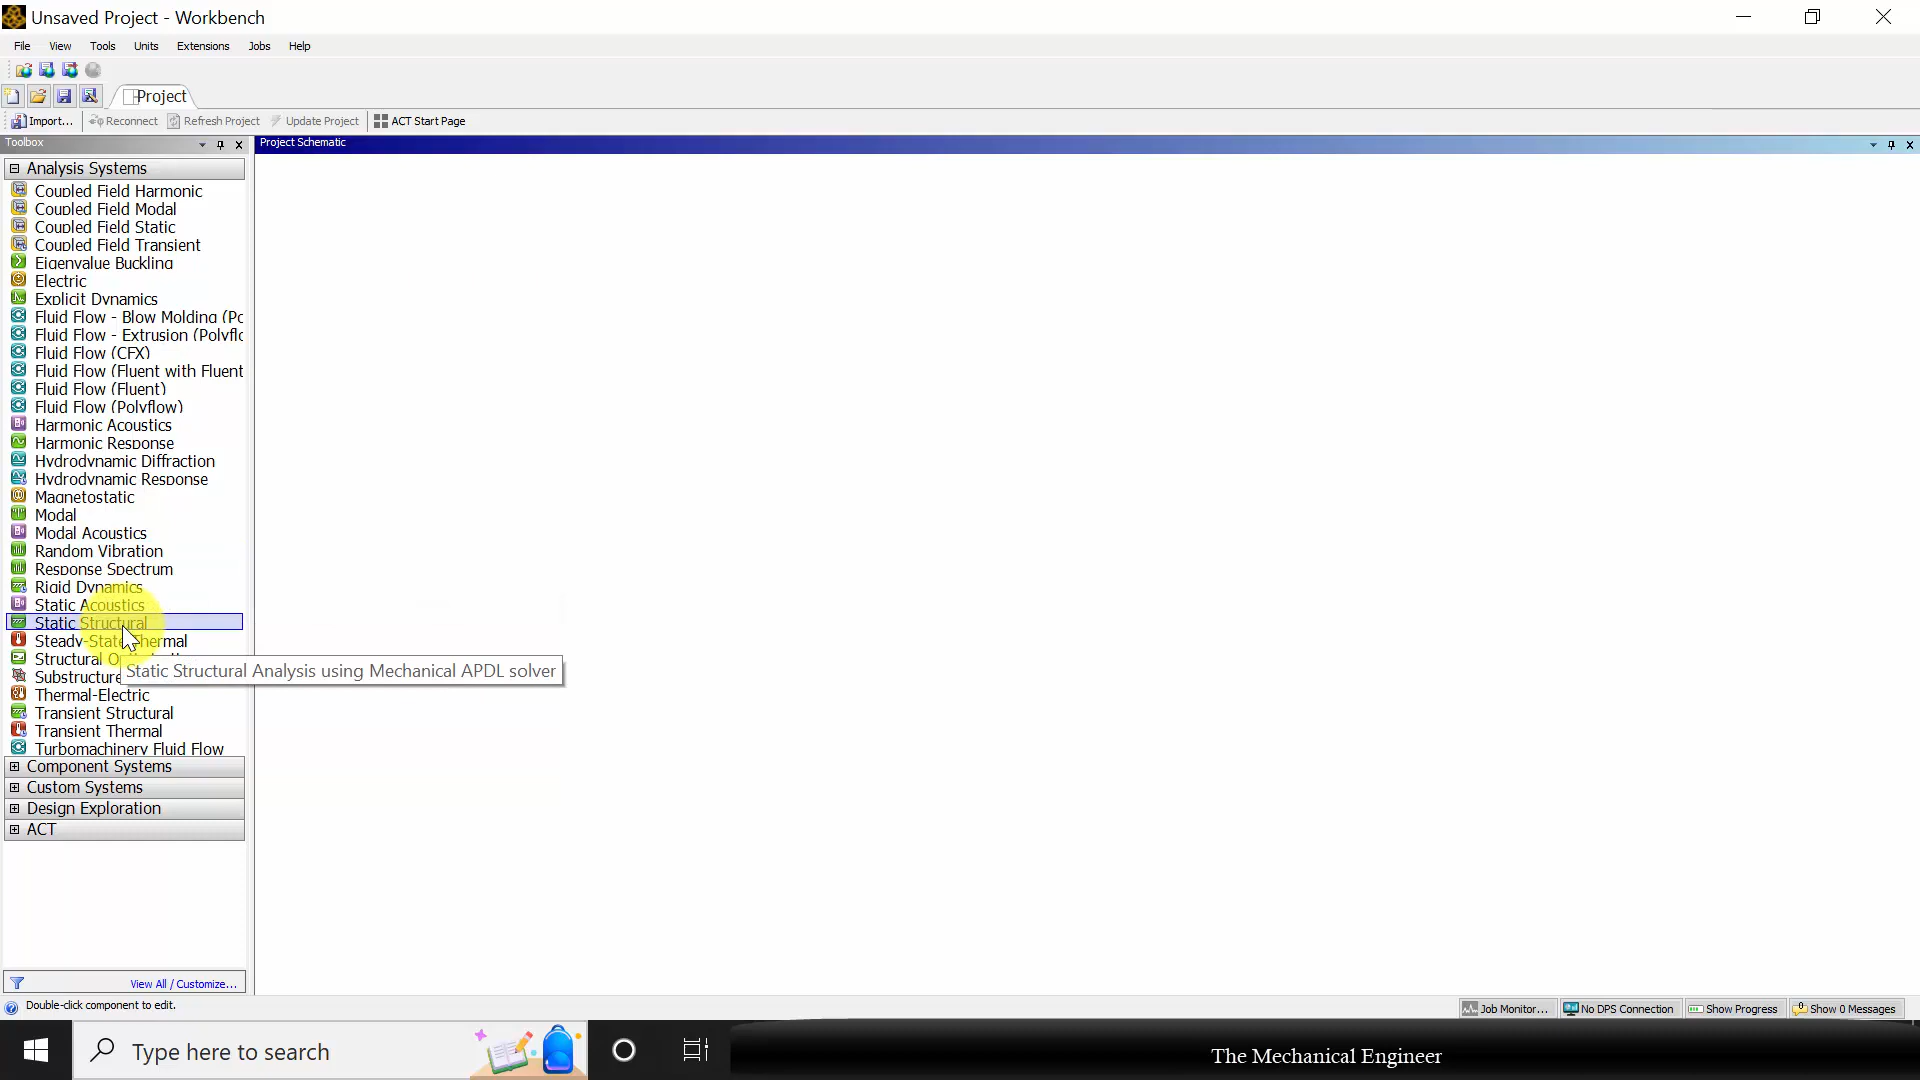 Unsaved Project - Workbench
File View Tools Units Extensions Jobs Help
Project
Import... Reconnect Refresh Project Update Project ACT Start Page
Toolbox
Project Schematic
Analysis Systems
Coupled Field Harmonic
Coupled Field Modal
Coupled Field Static
Coupled Field Transient
Eigenvalue Buckling
Electric
Explicit Dynamics
Fluid Flow - Blow Molding (Po
Fluid Flow - Extrusion (Polyflo
Fluid Flow (CFX)
Fluid Flow (Fluent with Fluent
Fluid Flow (Fluent)
Fluid Flow (Polyflow)
Harmonic Acoustics
Harmonic Response
Hydrodynamic Diffraction
Hydrodynamic Response
Magnetostatic
Modal
Modal Acoustics
Random Vibration
Response Spectrum
Rigid Dynamics
Static Acoustics
Static Structural
Steady-State Thermal
Structural
Static Structural Analysis using Mechanical APDL solver
Substructure
Thermal-Electric
Transient Structural
Transient Thermal
Turbomachinery Fluid Flow
Component Systems
Custom Systems
Design Exploration
ACT
View All / Customize...
Double-click component to edit.
Job Monitor... No DPS Connection Show Progress Show 0 Messages
Type here to search
The Mechanical Engineer